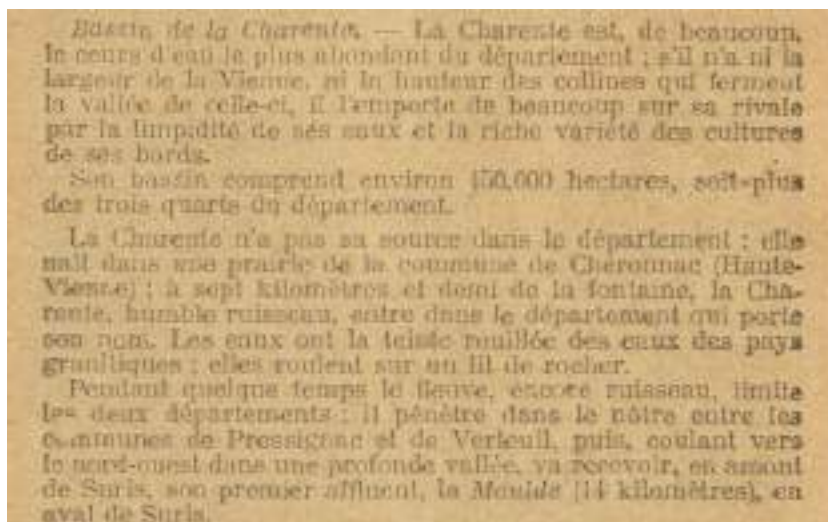 Bassin de la Charente. — La Charente est, de beaucoup,
le cours d'eau le plus abondant du département ; s'il n'a ni la
largeur de la Vienne, ni la hauteur des collines qui ferment
la vallée de celle-ci, il l'emporte de beaucoup sur sa rivale
par la limpidité de ses eaux et la riche variété des cultures
de ses bords.
Son bassin comprend environ 450.000 hectares, soit plus
des trois quarts du département.
La Charente n'a pas sa source dans le département ; elle
naît dans une prairie de la commune de Chéronnac (Haute-
Vienne) ; à sept kilomètres et demi de la fontaine, la Cha-
rente, humble ruisseau, entre dans le département qui porte
son nom. Les eaux ont la teinte rouillée des eaux des pays
granitiques ; elles roulent sur un lit de rocher.
Pendant quelque temps le fleuve, encore ruisseau, limite
les deux départements ; il pénètre dans le nôtre entre les
communes de Pressignac et de Verneuil, puis, coulant vers
le nord-ouest dans une profonde vallée, va recevoir, en amont
de Suris, son premier affluent, la Moulde (14 kilomètres), en
aval de Suris.